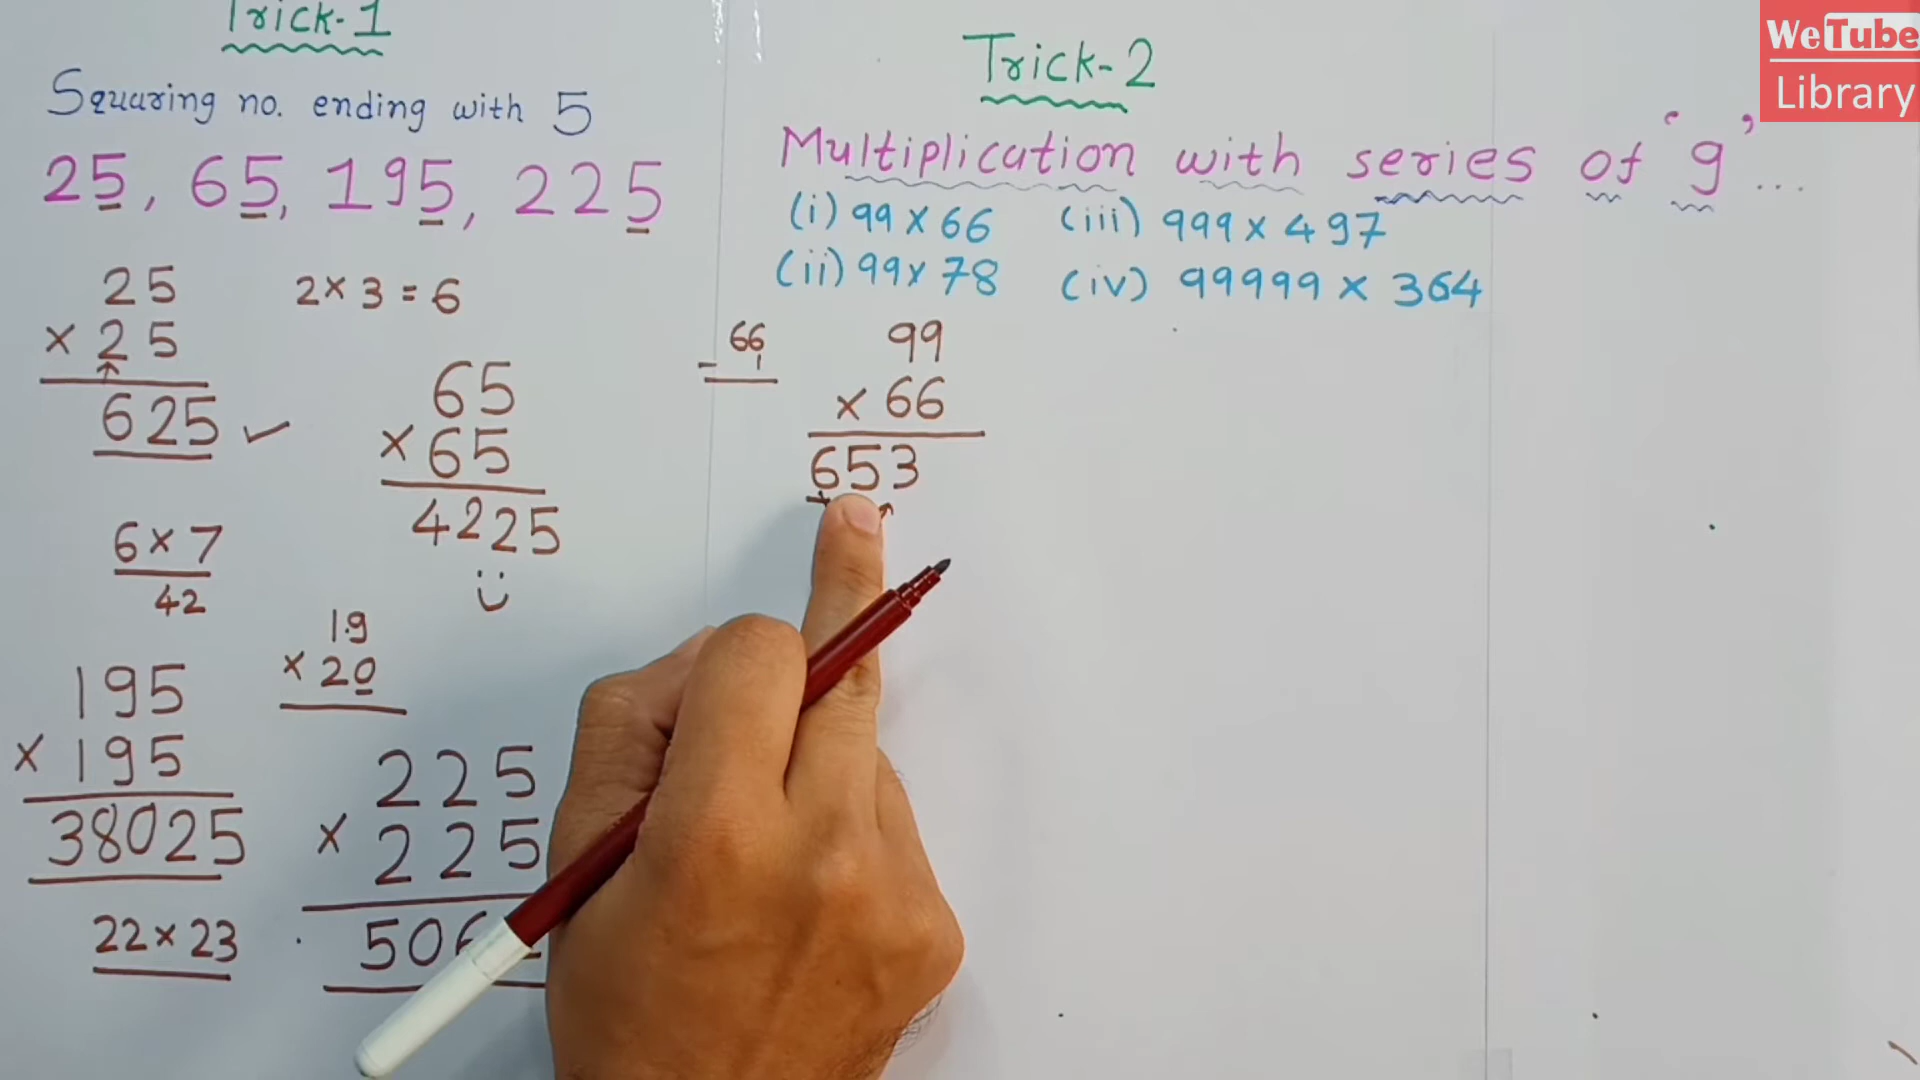 Trick-1
Squaring no. ending with 5
25, 65, 195, 225
25
× 25
625 ✓
2 × 3 = 6
65
× 65
4225
6 × 7
42
19
× 20
195
× 195
38025
22 × 23
225
× 225
506
Trick-2
Multiplication with series of '9' ...
(i) 99 × 66
(ii) 99 × 78
(iii) 999 × 497
(iv) 99999 × 364
66
- 1
99
× 66
653
WeTube
Library